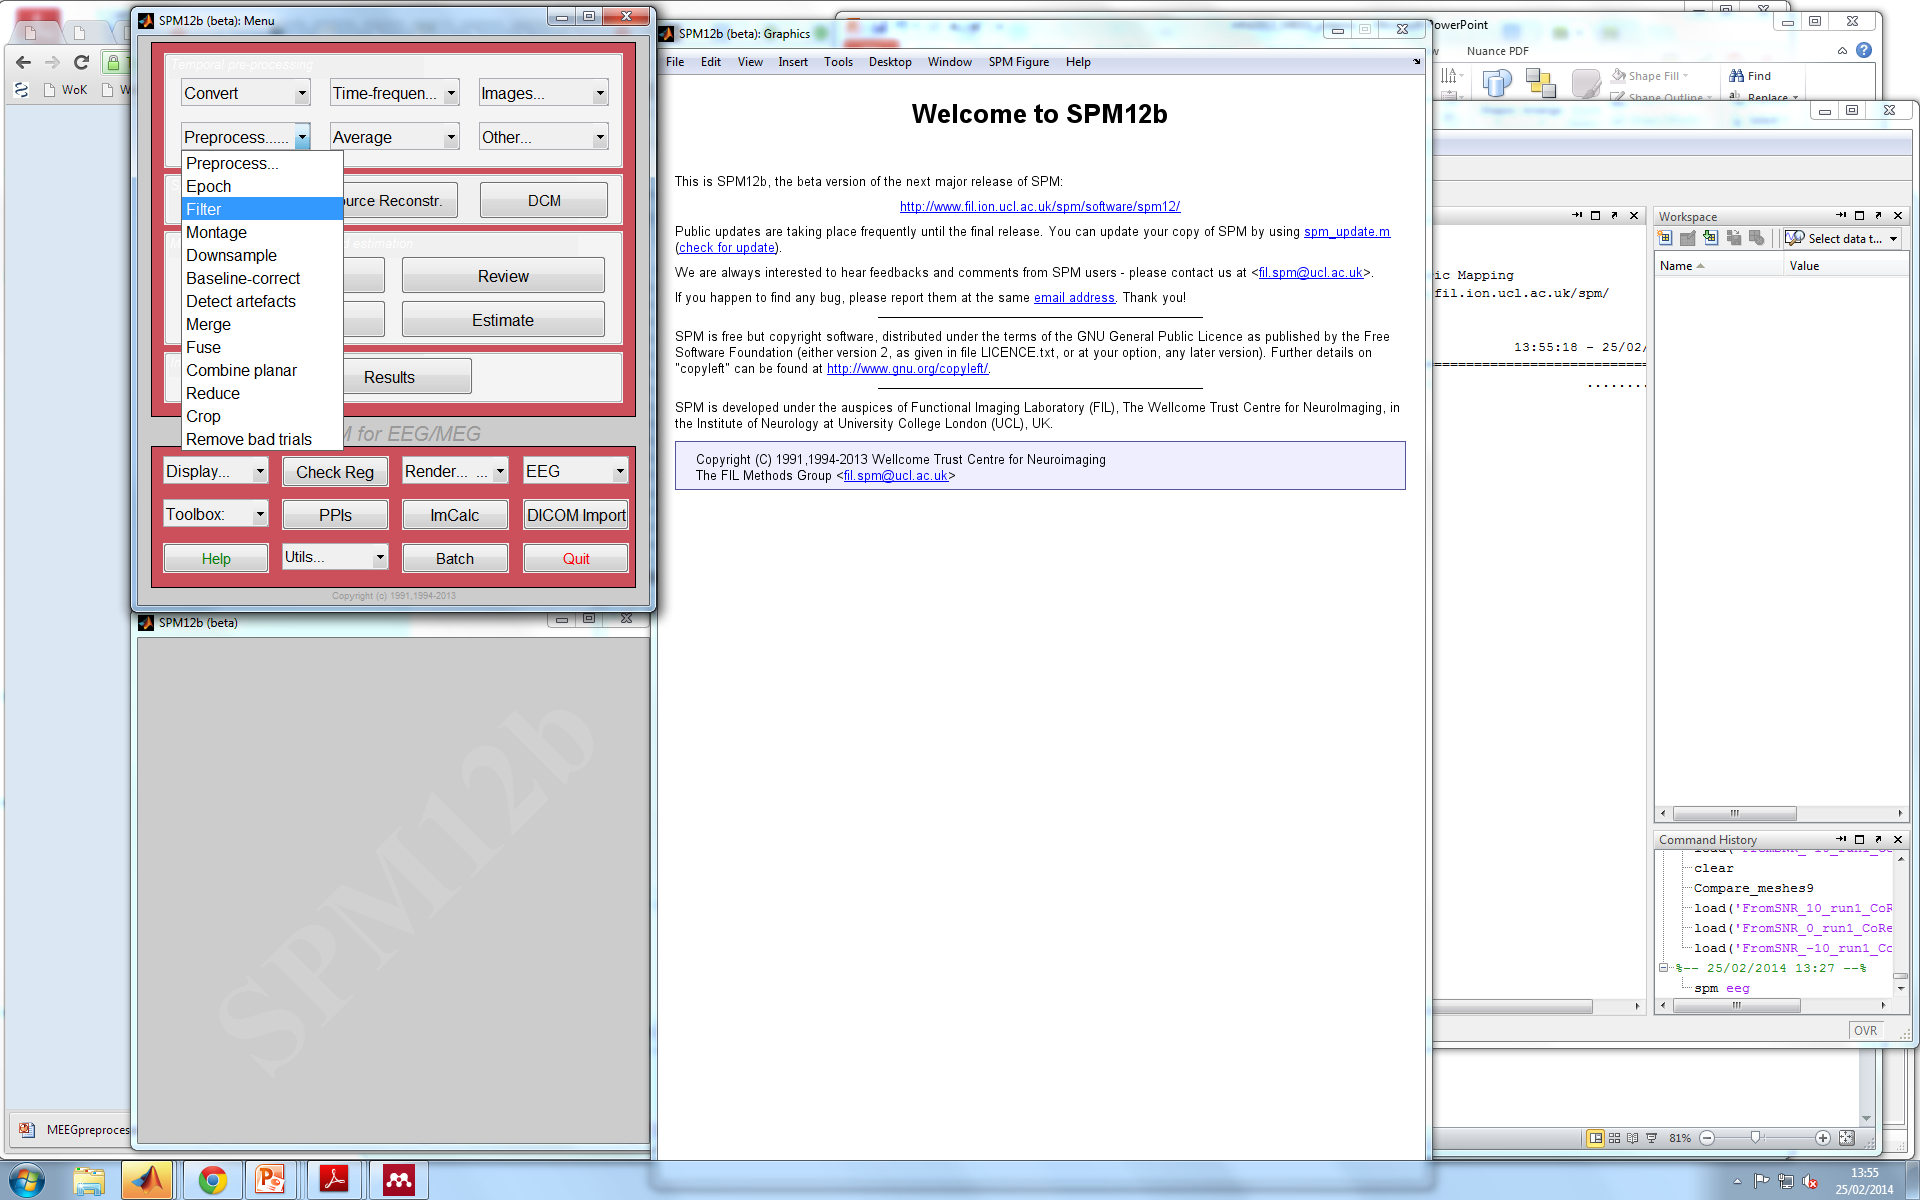 SPM12b (beta): Menu
Temporal pre-processing
Convert
Time-frequen...
Images...
Preprocess......
Average
Other...
Preprocess...
Epoch
Filter
Montage
Downsample
Baseline-correct
Detect artefacts
Merge
Fuse
Combine planar
Reduce
Crop
Remove bad trials
ource Reconstr.
DCM
d estimation
Review
Estimate
Results
M for EEG/MEG
Display...
Check Reg
Render... ...
EEG
Toolbox:
PPIs
ImCalc
DICOM Import
Help
Utils...
Batch
Quit
Copyright (c) 1991,1994-2013
SPM12b (beta)
SPM12b
WoK
MEEGpreproces
SPM12b (beta): Graphics
File Edit View Insert Tools Desktop Window SPM Figure Help
Welcome to SPM12b
This is SPM12b, the beta version of the next major release of SPM:
http://www.fil.ion.ucl.ac.uk/spm/software/spm12/
Public updates are taking place frequently until the final release. You can update your copy of SPM by using spm_update.m
(check for update).
We are always interested to hear feedbacks and comments from SPM users - please contact us at <fil.spm@ucl.ac.uk>.
If you happen to find any bug, please report them at the same email address. Thank you!
SPM is free but copyright software, distributed under the terms of the GNU General Public Licence as published by the Free
Software Foundation (either version 2, as given in file LICENCE.txt, or at your option, any later version). Further details on
"copyleft" can be found at http://www.gnu.org/copyleft/.
SPM is developed under the auspices of Functional Imaging Laboratory (FIL), The Wellcome Trust Centre for NeuroImaging, in
the Institute of Neurology at University College London (UCL), UK.
Copyright (C) 1991,1994-2013 Wellcome Trust Centre for Neuroimaging
The FIL Methods Group <fil.spm@ucl.ac.uk>
PowerPoint
Nuance PDF
Shape Fill
Shape Outline
Find
Replace
ic Mapping
fil.ion.ucl.ac.uk/spm/
13:55:18 - 25/02/
Workspace
Select data t...
Name
Value
Command History
clear
Compare_meshes9
load('FromSNR_10_run1_CoR
load('FromSNR_0_run1_CoRe
load('FromSNR_-10_run1_Co
%-- 25/02/2014 13:27 --%
spm eeg
OVR
81%
13:55
25/02/2014